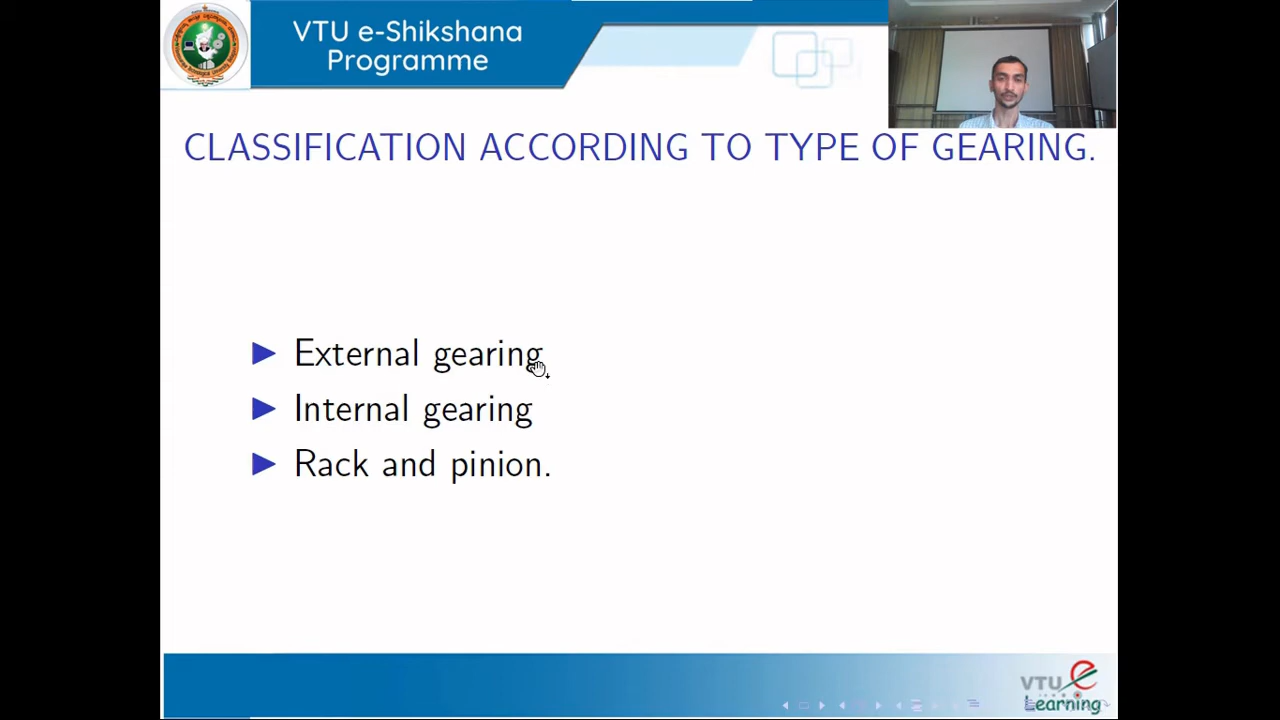 VTU e-Shikshana
Programme
CLASSIFICATION ACCORDING TO TYPE OF GEARING.
▶ External gearing
▶ Internal gearing
▶ Rack and pinion.
VTU e
Learning